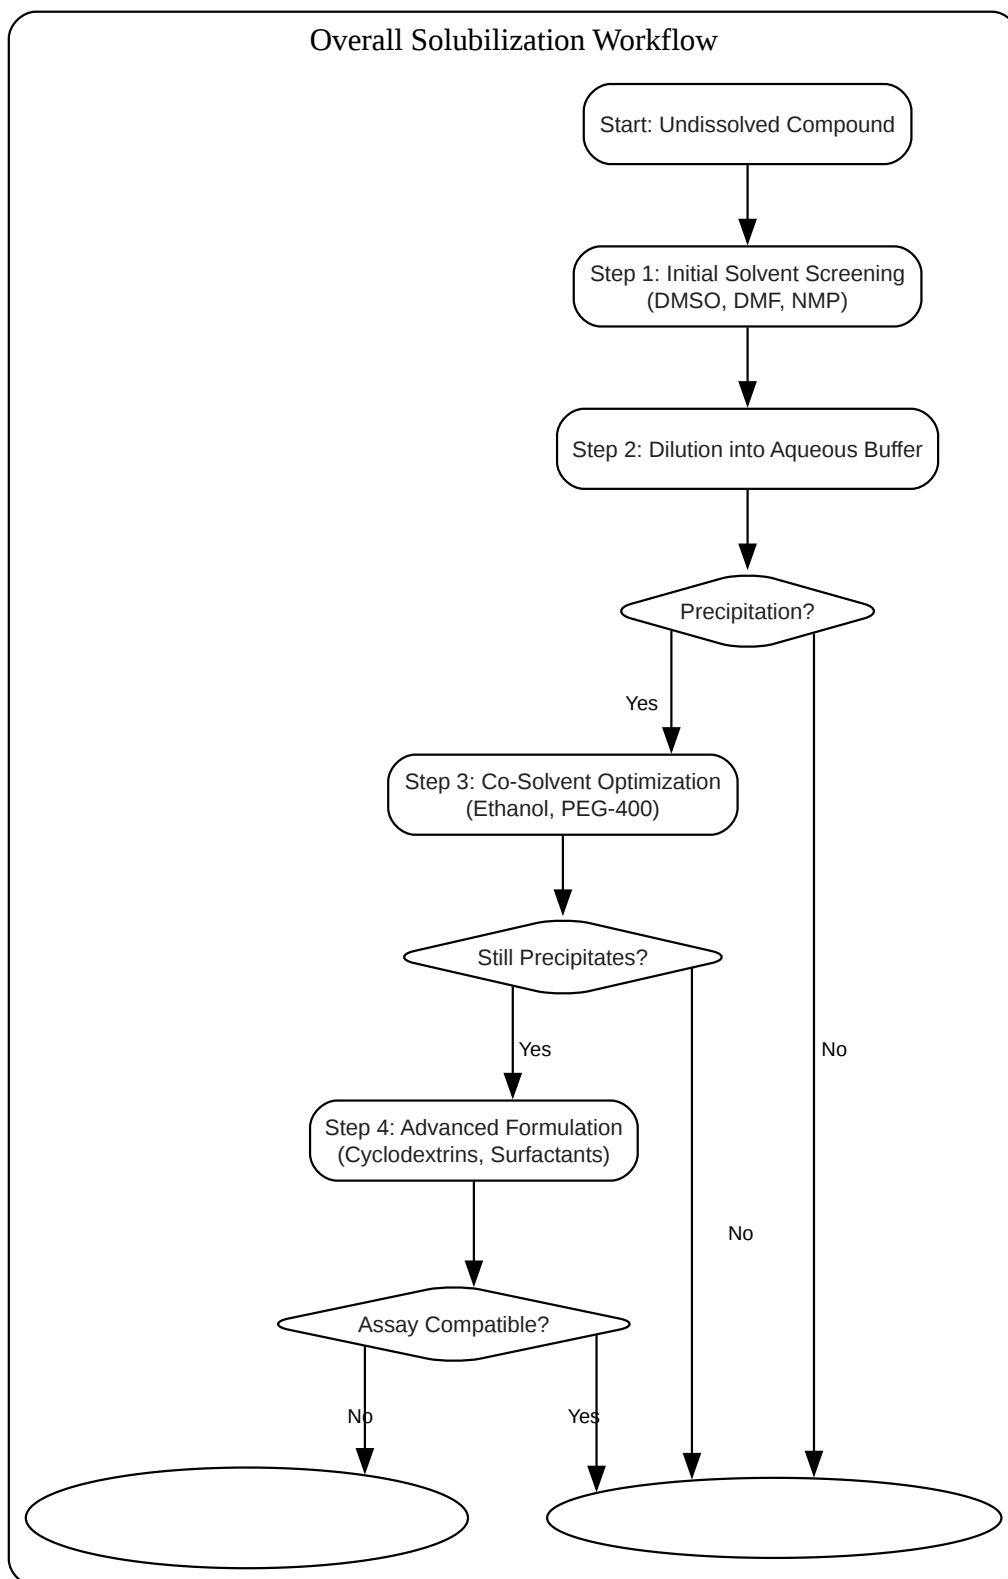 Overall Solubilization Workflow
Start: Undissolved Compound
Step 1: Initial Solvent Screening
(DMSO, DMF, NMP)
Step 2: Dilution into Aqueous Buffer
Precipitation?
Yes
Step 3: Co-Solvent Optimization
(Ethanol, PEG-400)
Still Precipitates?
Yes
No
Step 4: Advanced Formulation
(Cyclodextrins, Surfactants)
No
Assay Compatible?
No
Yes